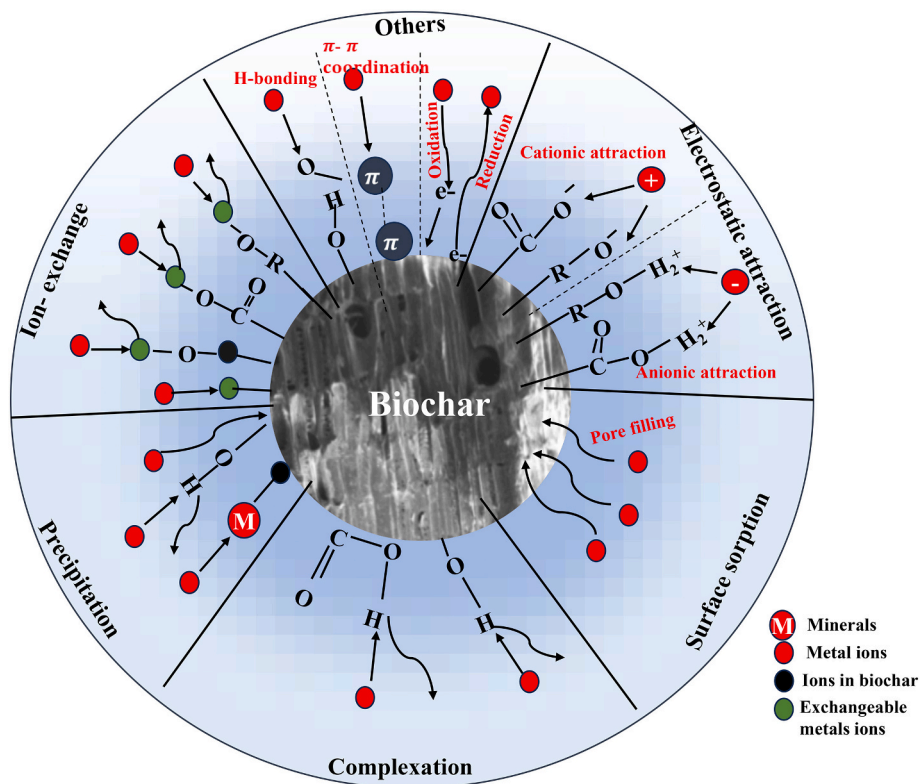 Others
π- π
coordination
H-bonding
Oxidation
Reduction
Cationic attraction
Electrostatic attraction
Anionic attraction
Ion- exchange
Precipitation
Complexation
Surface sorption
Pore filling
Biochar
O
H
O
π
π
e-
e-
O
C
O-
+
R
O-
R
O
H2+
-
O
C
O
H2+
O
R
O
C
O
O
O
H
M
C
O
O
H
O
H
M Minerals
Metal ions
Ions in biochar
Exchangeable
metals ions